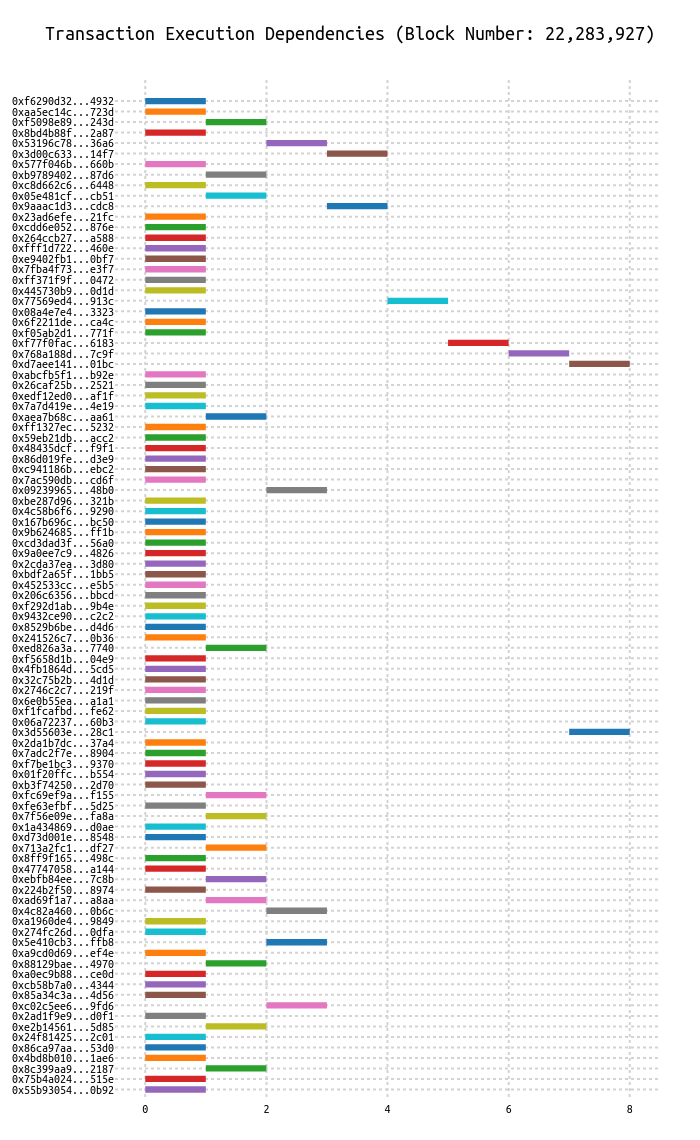 Transaction Execution Dependencies (Block Number: 22,283,927)
0xf6290d32...4932
0xaa5ec14c...723d
0xf5098e89...243d
0x8bd4b88f...2a87
0x53196c78...36a6
0x3d00c633...14f7
0x577f046b...660b
0xb9789402...87d6
0xc8d662c6...6448
0x05e481cf...cb51
0x9aaac1d3...cdc8
0x23ad6efe...21fc
0xcdd6e052...876e
0x264ccb27...a588
0xfff1d722...460e
0xe9402fb1...0bf7
0x7fba4f73...e3f7
0xff371f9f...0472
0x445730b9...0d1d
0x77569ed4...913c
0x08a4e7e4...3323
0x6f2211de...ca4c
0xf05ab2d1...771f
0xf77f0fac...6183
0x768a188d...7c9f
0xd7aee141...01bc
0xabcfb5f1...b92e
0x26caf25b...2521
0xedf12ed0...af1f
0x7a7d419e...4e19
0xaea7b68c...aa61
0xff1327ec...5232
0x59eb21db...acc2
0x48435dcf...f9f1
0x86d019fe...d3e9
0xc941186b...ebc2
0x7ac590db...cd6f
0x09239965...48b0
0xbe287d96...321b
0x4c58b6f6...9290
0x167b696c...bc50
0x9b624685...ff1b
0xcd3dad3f...56a0
0x9a0ee7c9...4826
0x2cda37ea...3d80
0xbdf2a65f...1bb5
0x452533cc...e5b5
0x206c6356...bbcd
0xf292d1ab...9b4e
0x9432ce90...c2c2
0x8529b6be...d4d6
0x241526c7...0b36
0xed826a3a...7740
0xf5658d1b...04e9
0x4fb1864d...5cd5
0x32c75b2b...4d1d
0x2746c2c7...219f
0x6e0b55ea...a1a1
0xf1fcafbd...fe62
0x06a72237...60b3
0x3d55603e...28c1
0x2da1b7dc...37a4
0x7adc2f7e...8904
0xf7be1bc3...9370
0x01f20ffc...b554
0xb3f74250...2d70
0xfc69ef9a...f155
0xfe63efbf...5d25
0x7f56e09e...fa8a
0x1a434869...d0ae
0xd73d001e...8548
0x713a2fc1...df27
0x8ff9f165...498c
0x47747058...a144
0xebfb84ee...7c8b
0x224b2f50...8974
0xad69f1a7...a8aa
0x4c82a460...0b6c
0xa1960de4...9849
0x274fc26d...0dfa
0x5e410cb3...ffb8
0xa9cd0d69...ef4e
0x88129bae...4970
0xa0ec9b88...ce0d
0xcb58b7a0...4344
0x85a34c3a...4d56
0xc02c5ee6...9fd6
0x2ad1f9e9...d0f1
0xe2b14561...5d85
0x24f81425...2c01
0x86ca97aa...53d0
0x4bd8b010...1ae6
0x8c399aa9...2187
0x75b4a024...515e
0x55b93054...0b92
0 2 4 6 8